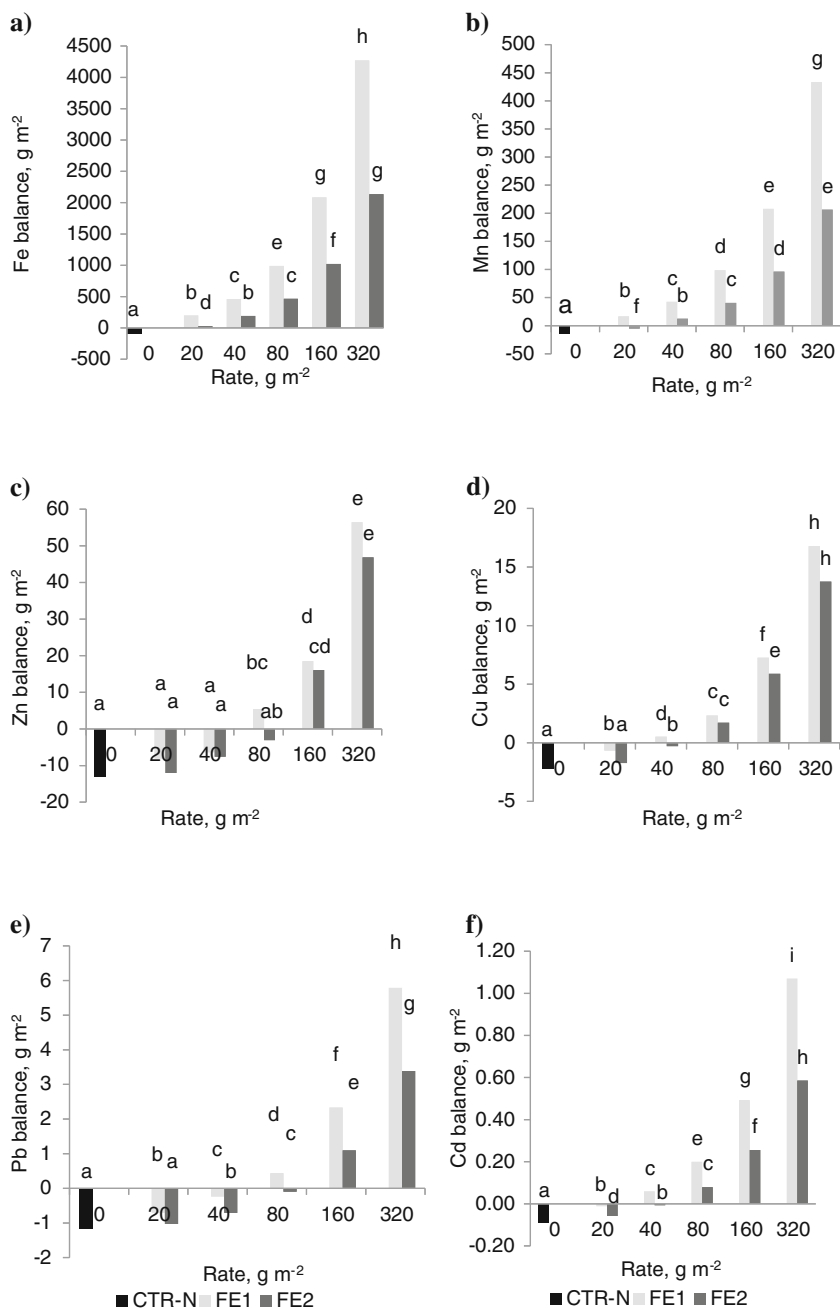 a)
h
4500
4000
3500
3000
2500
2000
1500
1000
500
0
-500
Fe balance, g m-2
a
b
d
c
b
e
c
g
f
g
0 20 40 80 160 320
Rate, g m-2
b)
500
450
400
350
300
250
200
150
100
50
0
-50
Mn balance, g m-2
a
b
f
c
b
d
c
e
d
g
e
0 20 40 80 160 320
Rate, g m-2
c)
60
50
40
30
20
10
0
-10
-20
Zn balance, g m-2
a
a
a
a
a
bc
ab
d
cd
e
e
0 20 40 80 160 320
Rate, g m-2
d)
20
15
10
5
0
-5
Cu balance, g m-2
a
b
a
d
b
c
c
f
e
h
h
0 20 40 80 160 320
Rate, g m-2
e)
7
6
5
4
3
2
1
0
-1
-2
Pb balance, g m-2
a
b
a
c
b
d
c
f
e
h
g
0 20 40 80 160 320
Rate, g m-2
CTR-N FE1 FE2
f)
1.20
1.00
0.80
0.60
0.40
0.20
0.00
-0.20
Cd balance, g m-2
a
b
d
c
b
e
c
g
f
i
h
0 20 40 80 160 320
Rate, g m-2
CTR-N FE1 FE2